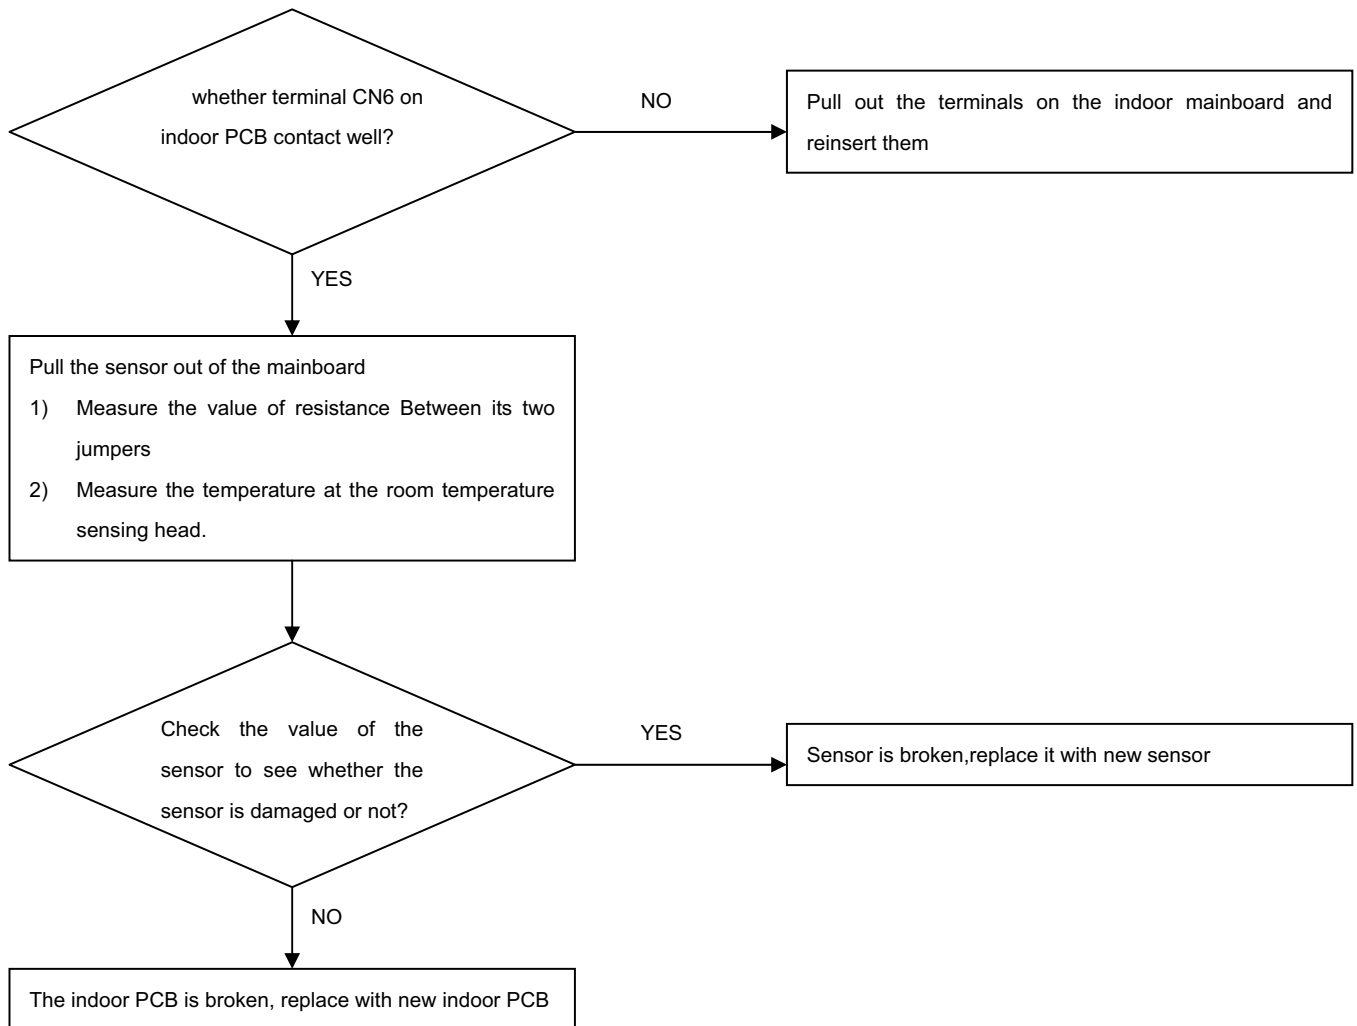 whether terminal CN6 on
indoor PCB contact well?
NO
Pull out the terminals on the indoor mainboard and
reinsert them
YES
Pull the sensor out of the mainboard
1) Measure the value of resistance Between its two
jumpers
2) Measure the temperature at the room temperature
sensing head.
Check the value of the
sensor to see whether the
sensor is damaged or not?
YES
Sensor is broken,replace it with new sensor
NO
The indoor PCB is broken, replace with new indoor PCB